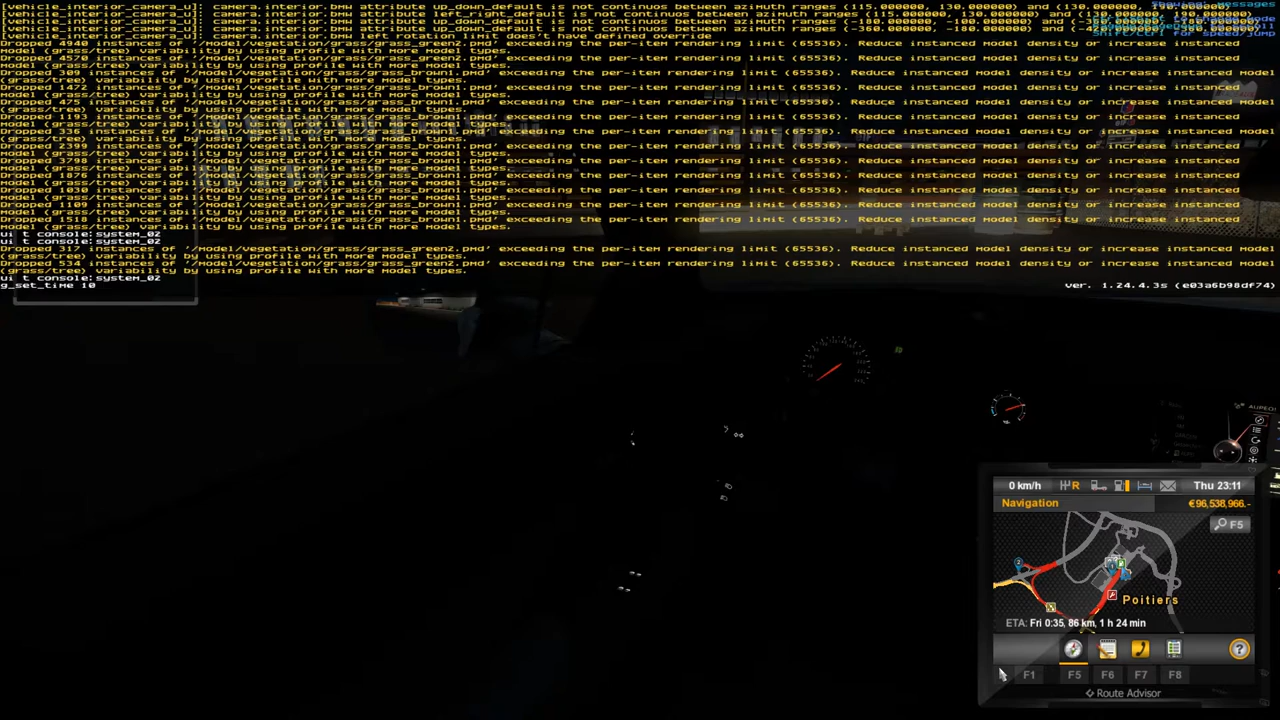 [vehicle_interior_camera_u]: camera.interior.bmw attribute up_down_default is not continuos between azimuth ranges (115.000000, 130.000000) and (130.000000,
[vehicle_interior_camera_u]: camera.interior.bmw attribute left_right_default is not continuos between azimuth ranges
[vehicle_interior_camera_u]: camera.interior.bmw attribute up_down_default is not continuos between azimuth ranges (-180.000000, -180.000000) and
[vehicle_interior_camera_u]: camera.interior.bmw left rotation limit does't have defined override
Dropped 4940 instances of '/model/vegetation/grass/grass_green2.pmd' exceeding the per-item rendering limit (65536). Reduce instanced model density or increase instanced
model (grass/tree) variability by using profile with more model types.
Dropped 4570 instances of '/model/vegetation/grass/grass_green2.pmd' exceeding the per-item rendering limit (65536). Reduce instanced model density or increase instanced
model (grass/tree) variability by using profile with more model types.
Dropped 309 instances of '/model/vegetation/grass/grass_brown1.pmd' exceeding the per-item rendering limit (65536). Reduce instanced model density or increase instanced model
(grass/tree) variability by using profile with more model types.
Dropped 1472 instances of '/model/vegetation/grass/grass_brown1.pmd' exceeding the per-item rendering limit (65536). Reduce instanced model density or increase instanced
model (grass/tree) variability by using profile with more model types.
Dropped 475 instances of '/model/vegetation/grass/grass_brown1.pmd' exceeding the per-item rendering limit (65536). Reduce instanced model density or increase instanced model
(grass/tree) variability by using profile with more model types.
Dropped 1193 instances of '/model/vegetation/grass/grass_brown1.pmd' exceeding the per-item rendering limit (65536). Reduce instanced model density or increase instanced
model (grass/tree) variability by using profile with more model types.
Dropped 336 instances of '/model/vegetation/grass/grass_brown1.pmd' exceeding the per-item rendering limit (65536). Reduce instanced model density or increase instanced model
(grass/tree) variability by using profile with more model types.
Dropped 2399 instances of '/model/vegetation/grass/grass_brown1.pmd' exceeding the per-item rendering limit (65536). Reduce instanced model density or increase instanced
model (grass/tree) variability by using profile with more model types.
Dropped 3798 instances of '/model/vegetation/grass/grass_brown1.pmd' exceeding the per-item rendering limit (65536). Reduce instanced model density or increase instanced
model (grass/tree) variability by using profile with more model types.
Dropped 1076 instances of '/model/vegetation/grass/grass_brown1.pmd' exceeding the per-item rendering limit (65536). Reduce instanced model density or increase instanced
model (grass/tree) variability by using profile with more model types.
Dropped 1030 instances of '/model/vegetation/grass/grass_brown1.pmd' exceeding the per-item rendering limit (65536). Reduce instanced model density or increase instanced
model (grass/tree) variability by using profile with more model types.
Dropped 1109 instances of '/model/vegetation/grass/grass_brown1.pmd' exceeding the per-item rendering limit (65536). Reduce instanced model density or increase instanced
model (grass/tree) variability by using profile with more model types.
Dropped 1518 instances of '/model/vegetation/grass/grass_brown1.pmd' exceeding the per-item rendering limit (65536). Reduce instanced model density or increase instanced
model (grass/tree) variability by using profile with more model types.
ui t console:system_02
ui t console:system_02
Dropped 317 instances of '/model/vegetation/grass/grass_green2.pmd' exceeding the per-item rendering limit (65536). Reduce instanced model density or increase instanced model
(grass/tree) variability by using profile with more model types.
Dropped 534 instances of '/model/vegetation/grass/grass_green2.pmd' exceeding the per-item rendering limit (65536). Reduce instanced model density or increase instanced model
(grass/tree) variability by using profile with more model types.
ui t console:system_02
g_set_time 10
ver. 1.24.4.3s (e03a6b98df74)
AUPEO!
0 km/h R Thu 23:11
Navigation €96,538,966.-
F5
2
Poitiers
ETA: Fri 0:35, 86 km, 1 h 24 min
?
F1 F5 F6 F7 F8
Route Advisor